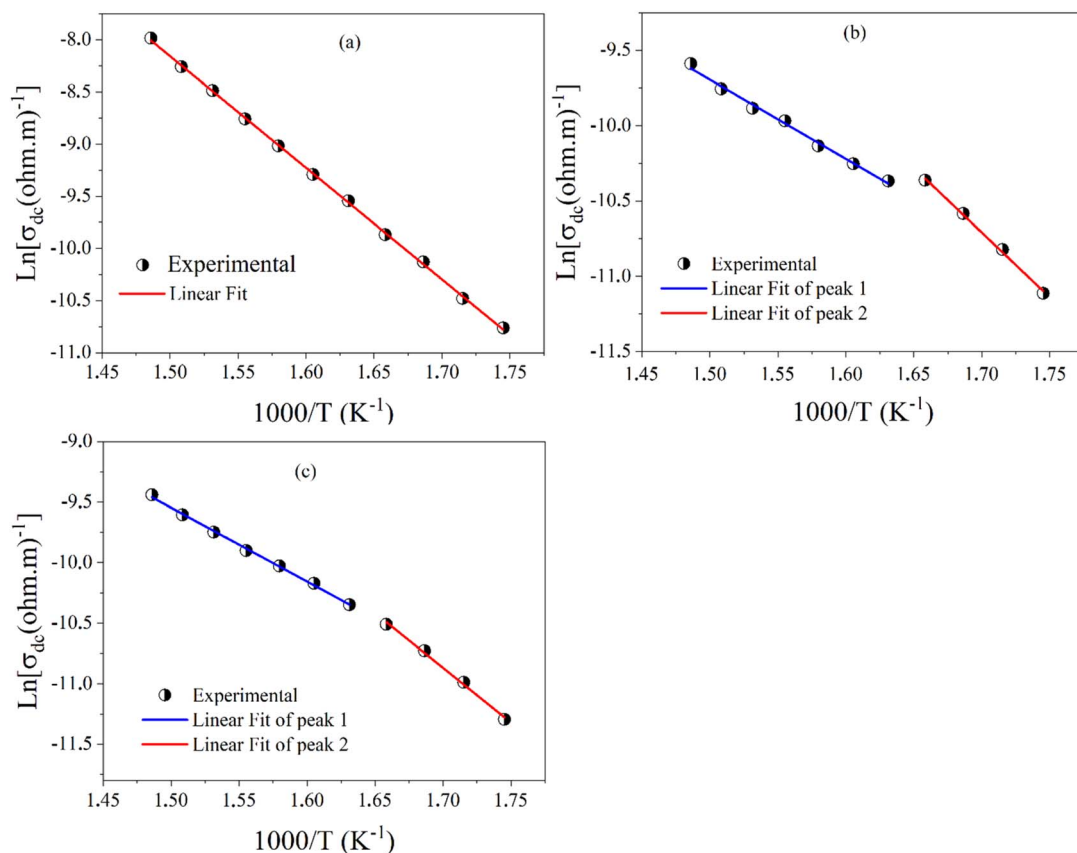 (a)
-8.0
-8.5
-9.0
-9.5
-10.0
-10.5
-11.0
Ln[σdc(ohm.m)-1]
Experimental
Linear Fit
1.45 1.50 1.55 1.60 1.65 1.70 1.75
1000/T (K-1)
(b)
-9.5
-10.0
-10.5
-11.0
-11.5
Ln[σdc(ohm.m)-1]
Experimental
Linear Fit of peak 1
Linear Fit of peak 2
1.45 1.50 1.55 1.60 1.65 1.70 1.75
1000/T (K-1)
(c)
-9.0
-9.5
-10.0
-10.5
-11.0
-11.5
Ln[σdc(ohm.m)-1]
Experimental
Linear Fit of peak 1
Linear Fit of peak 2
1.45 1.50 1.55 1.60 1.65 1.70 1.75
1000/T (K-1)